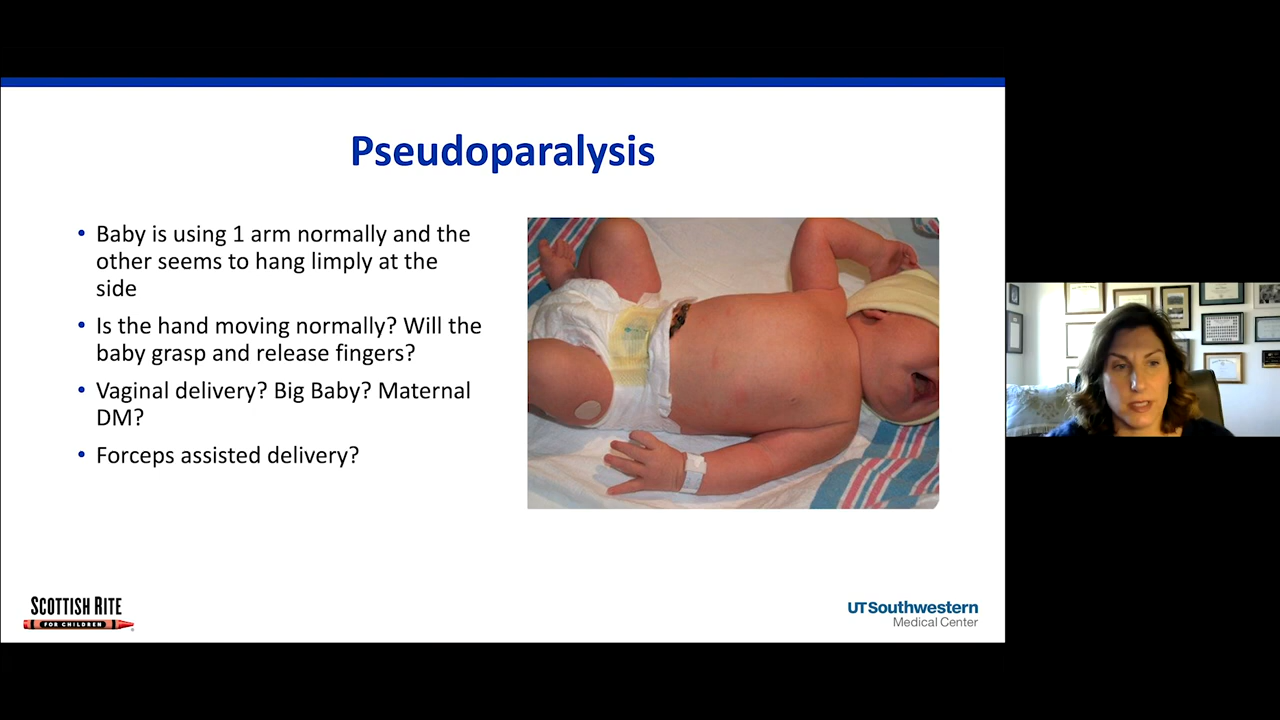 Pseudoparalysis
• Baby is using 1 arm normally and the
other seems to hang limply at the
side
• Is the hand moving normally? Will the
baby grasp and release fingers?
• Vaginal delivery? Big Baby? Maternal
DM?
• Forceps assisted delivery?
SCOTTISH RITE
FOR CHILDREN
UTSouthwestern
Medical Center